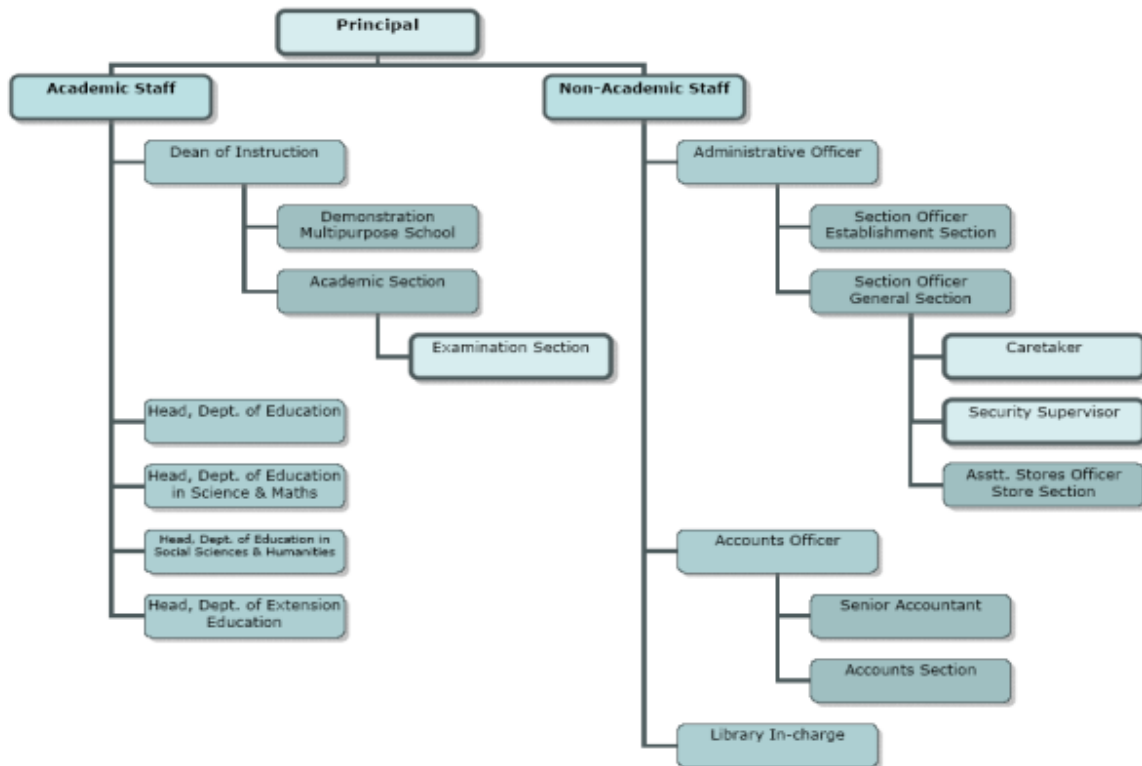 Principal
Academic Staff
Non-Academic Staff
Dean of Instruction
Demonstration
Multipurpose School
Academic Section
Examination Section
Head, Dept. of Education
Head, Dept. of Education
in Science & Maths
Head, Dept. of Education in
Social Sciences & Humanities
Head, Dept. of Extension
Education
Administrative Officer
Section Officer
Establishment Section
Section Officer
General Section
Caretaker
Security Supervisor
Asstt. Stores Officer
Store Section
Accounts Officer
Senior Accountant
Accounts Section
Library In-charge